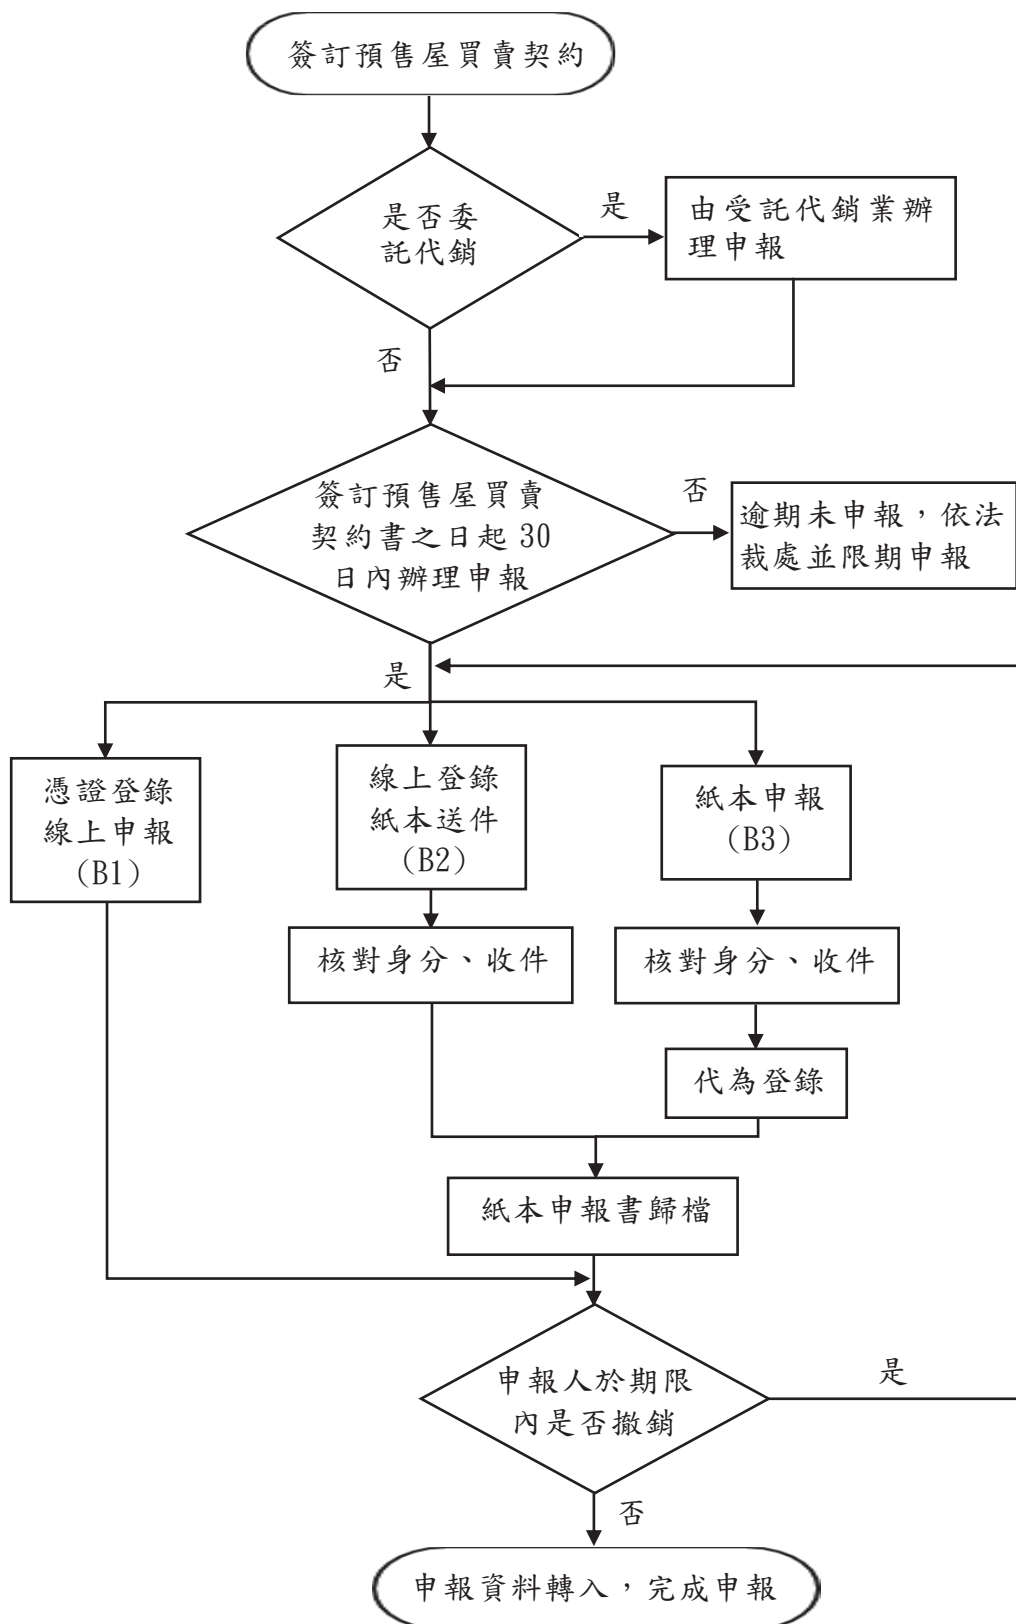 簽訂預售屋買賣契約
是否委
託代銷
是
由受託代銷業辦
理申報
否
簽訂預售屋買賣
契約書之日起 30
日內辦理申報
否
逾期未申報，依法
裁處並限期申報
是
憑證登錄
線上申報
(B1)
線上登錄
紙本送件
(B2)
紙本申報
(B3)
核對身分、收件
核對身分、收件
代為登錄
紙本申報書歸檔
申報人於期限
內是否撤銷
是
否
申報資料轉入，完成申報